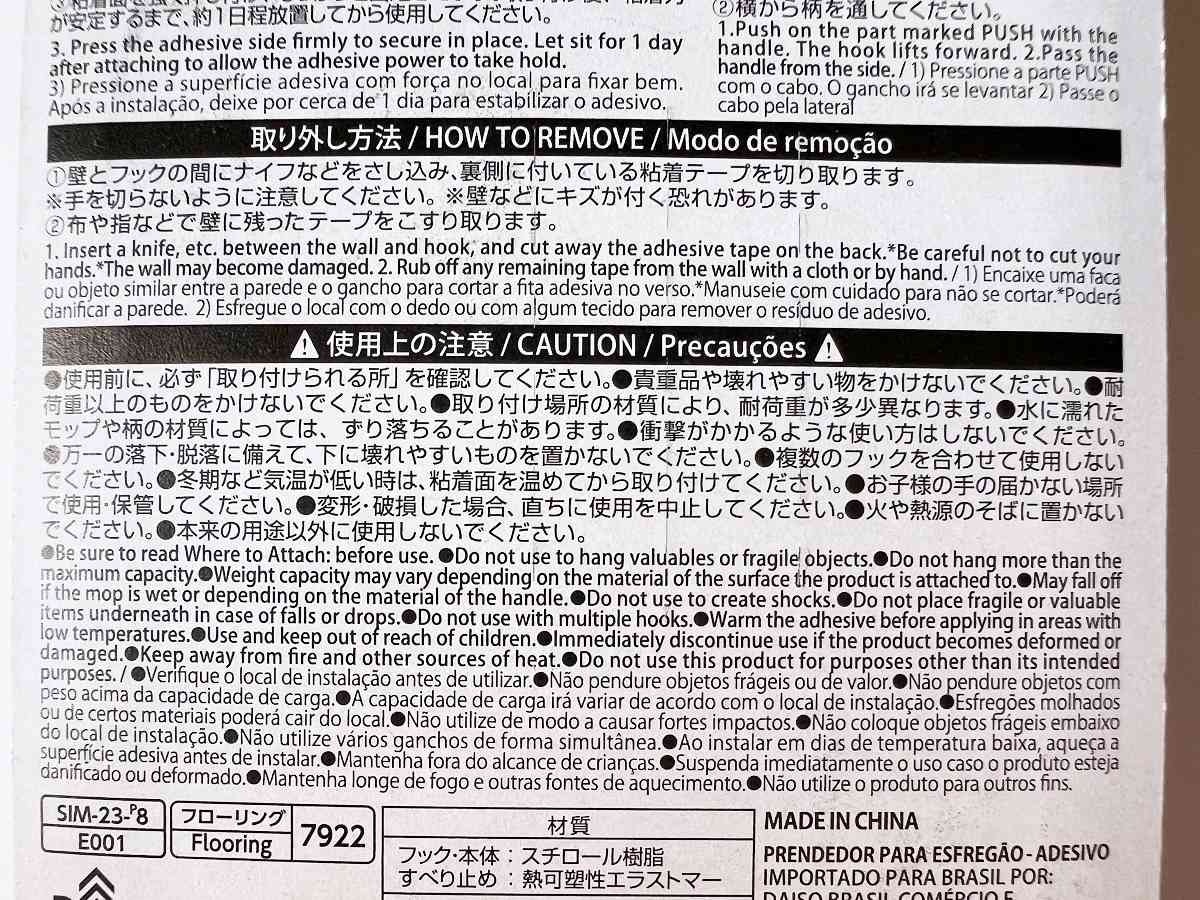 が安定するまで、約1日程放置してから使用してください。
3. Press the adhesive side firmly to secure in place. Let sit for 1 day
after attaching to allow the adhesive power to take hold.
3) Pressione a superfície adesiva com força no local para fixar bem.
Após a instalação, deixe por cerca de 1 dia para estabilizar o adesivo.
②横から柄を通してください。
1.Push on the part marked PUSH with the
handle. The hook lifts forward. 2.Pass the
handle from the side. / 1) Pressione a parte PUSH
com o cabo. O gancho irá se levantar 2) Passe o
cabo pela lateral
取り外し方法 / HOW TO REMOVE / Modo de remoção
①壁とフックの間にナイフなどをさし込み、裏側に付いている粘着テープを切り取ります。
※手を切らないように注意してください。※壁などにキズが付く恐れがあります。
②布や指などで壁に残ったテープをこすり取ります。
1. Insert a knife, etc. between the wall and hook, and cut away the adhesive tape on the back.*Be careful not to cut your
hands.*The wall may become damaged. 2. Rub off any remaining tape from the wall with a cloth or by hand. / 1) Encaixe uma faca
ou objeto similar entre a parede e o gancho para cortar a fita adesiva no verso.*Manuseie com cuidado para não se cortar.*Poderá
danificar a parede. 2) Esfregue o local com o dedo ou com algum tecido para remover o resíduo de adesivo.
⚠ 使用上の注意 / CAUTION / Precauções ⚠
●使用前に、必ず「取り付けられる所」を確認してください。●貴重品や壊れやすい物をかけないでください。●耐
荷重以上のものをかけないでください。●取り付け場所の材質により、耐荷重が多少異なります。●水に濡れた
モップや柄の材質によっては、ずり落ちることがあります。●衝撃がかかるような使い方はしないでください。
●万一の落下・脱落に備えて、下に壊れやすいものを置かないでください。●複数のフックを合わせて使用しない
でください。●冬期など気温が低い時は、粘着面を温めてから取り付けてください。●お子様の手の届かない場所
で使用・保管してください。●変形・破損した場合、直ちに使用を中止してください。●火や熱源のそばに置かない
でください。●本来の用途以外に使用しないでください。
●Be sure to read Where to Attach: before use. ●Do not use to hang valuables or fragile objects.●Do not hang more than the
maximum capacity.●Weight capacity may vary depending on the material of the surface the product is attached to.●May fall off
if the mop is wet or depending on the material of the handle.●Do not use to create shocks.●Do not place fragile or valuable
items underneath in case of falls or drops.●Do not use with multiple hooks.●Warm the adhesive before applying in areas with
low temperatures.●Use and keep out of reach of children.●Immediately discontinue use if the product becomes deformed or
damaged.●Keep away from fire and other sources of heat.●Do not use this product for purposes other than its intended
purposes. / ●Verifique o local de instalação antes de utilizar.●Não pendure objetos frágeis ou de valor.●Não pendure objetos com
peso acima da capacidade de carga.●A capacidade de carga irá variar de acordo com o local de instalação.●Esfregões molhados
ou de certos materiais poderá cair do local.●Não utilize de modo a causar fortes impactos.●Não coloque objetos frágeis embaixo
do local de instalação.●Não utilize vários ganchos de forma simultânea.●Ao instalar em dias de temperatura baixa, aqueça a
superfície adesiva antes de instalar.●Mantenha fora do alcance de crianças.●Suspenda imediatamente o uso caso o produto esteja
danificado ou deformado.●Mantenha longe de fogo e outras fontes de aquecimento.●Não utilize o produto para outros fins.
SIM-23-P8
E001
フローリング
Flooring
7922
材質
フック・本体：スチロール樹脂
すべり止め：熱可塑性エラストマー
MADE IN CHINA
PRENDEDOR PARA ESFREGÃO - ADESIVO
IMPORTADO PARA BRASIL POR:
DAISO BRASIL COMÉRCIO E